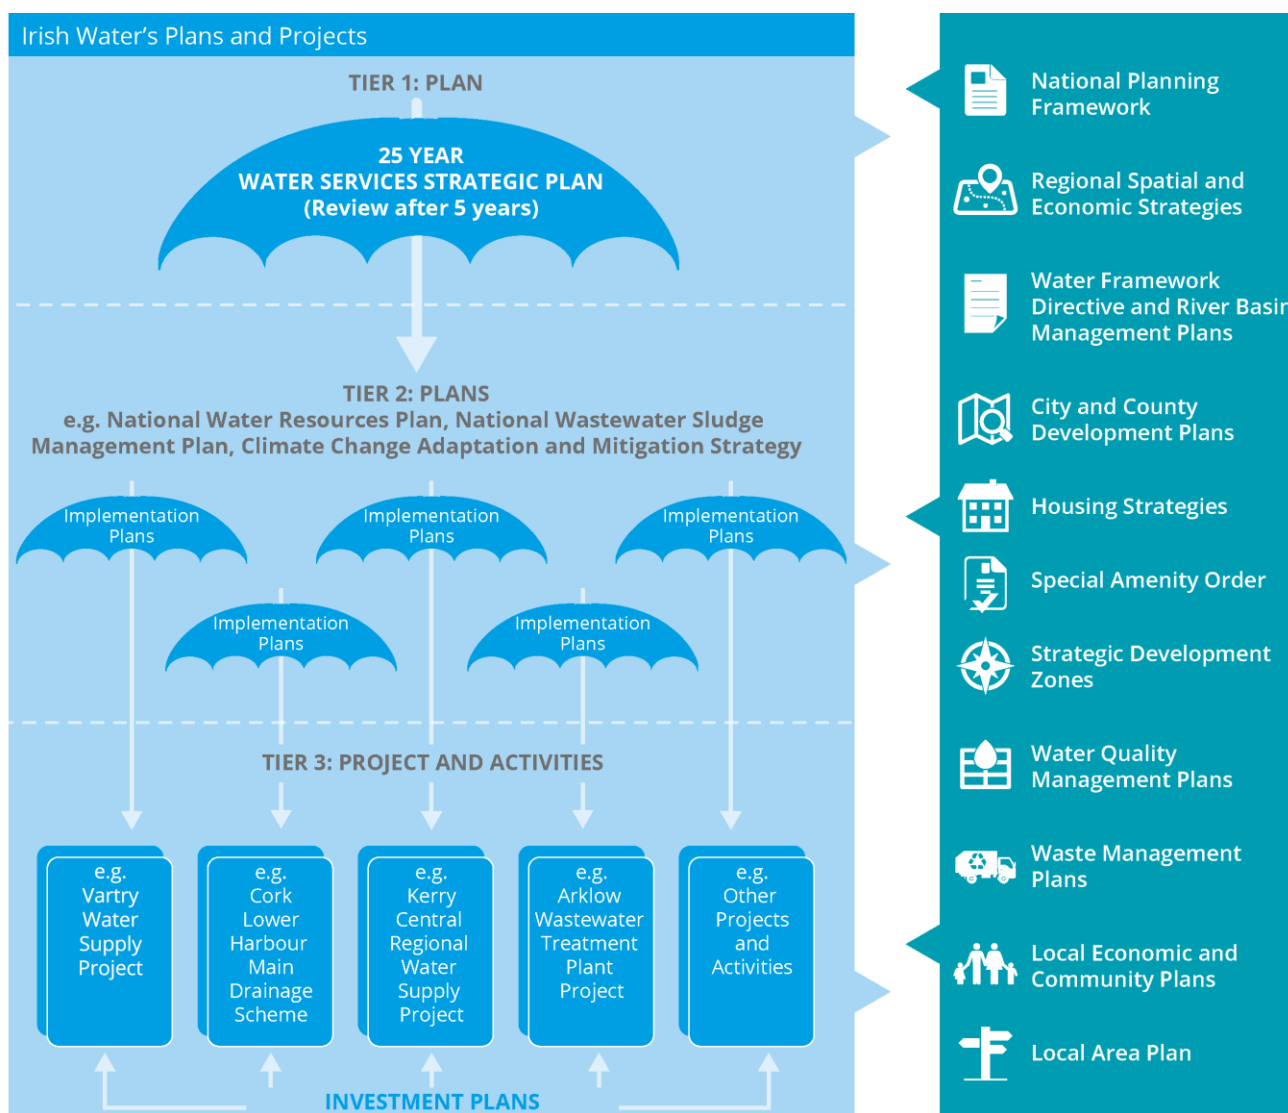 Irish Water's Plans and Projects
TIER 1: PLAN
25 YEAR
WATER SERVICES STRATEGIC PLAN
(Review after 5 years)
TIER 2: PLANS
e.g. National Water Resources Plan, National Wastewater Sludge
Management Plan, Climate Change Adaptation and Mitigation Strategy
Implementation
Plans
Implementation
Plans
Implementation
Plans
Implementation
Plans
Implementation
Plans
TIER 3: PROJECT AND ACTIVITIES
e.g.
Vartry
Water
Supply
Project
e.g.
Cork
Lower
Harbour
Main
Drainage
Scheme
e.g.
Kerry
Central
Regional
Water
Supply
Project
e.g.
Arklow
Wastewater
Treatment
Plant
Project
e.g.
Other
Projects
and
Activities
INVESTMENT PLANS
National Planning
Framework
Regional Spatial and
Economic Strategies
Water Framework
Directive and River Basin
Management Plans
City and County
Development Plans
Housing Strategies
Special Amenity Order
Strategic Development
Zones
Water Quality
Management Plans
Waste Management
Plans
Local Economic and
Community Plans
Local Area Plan